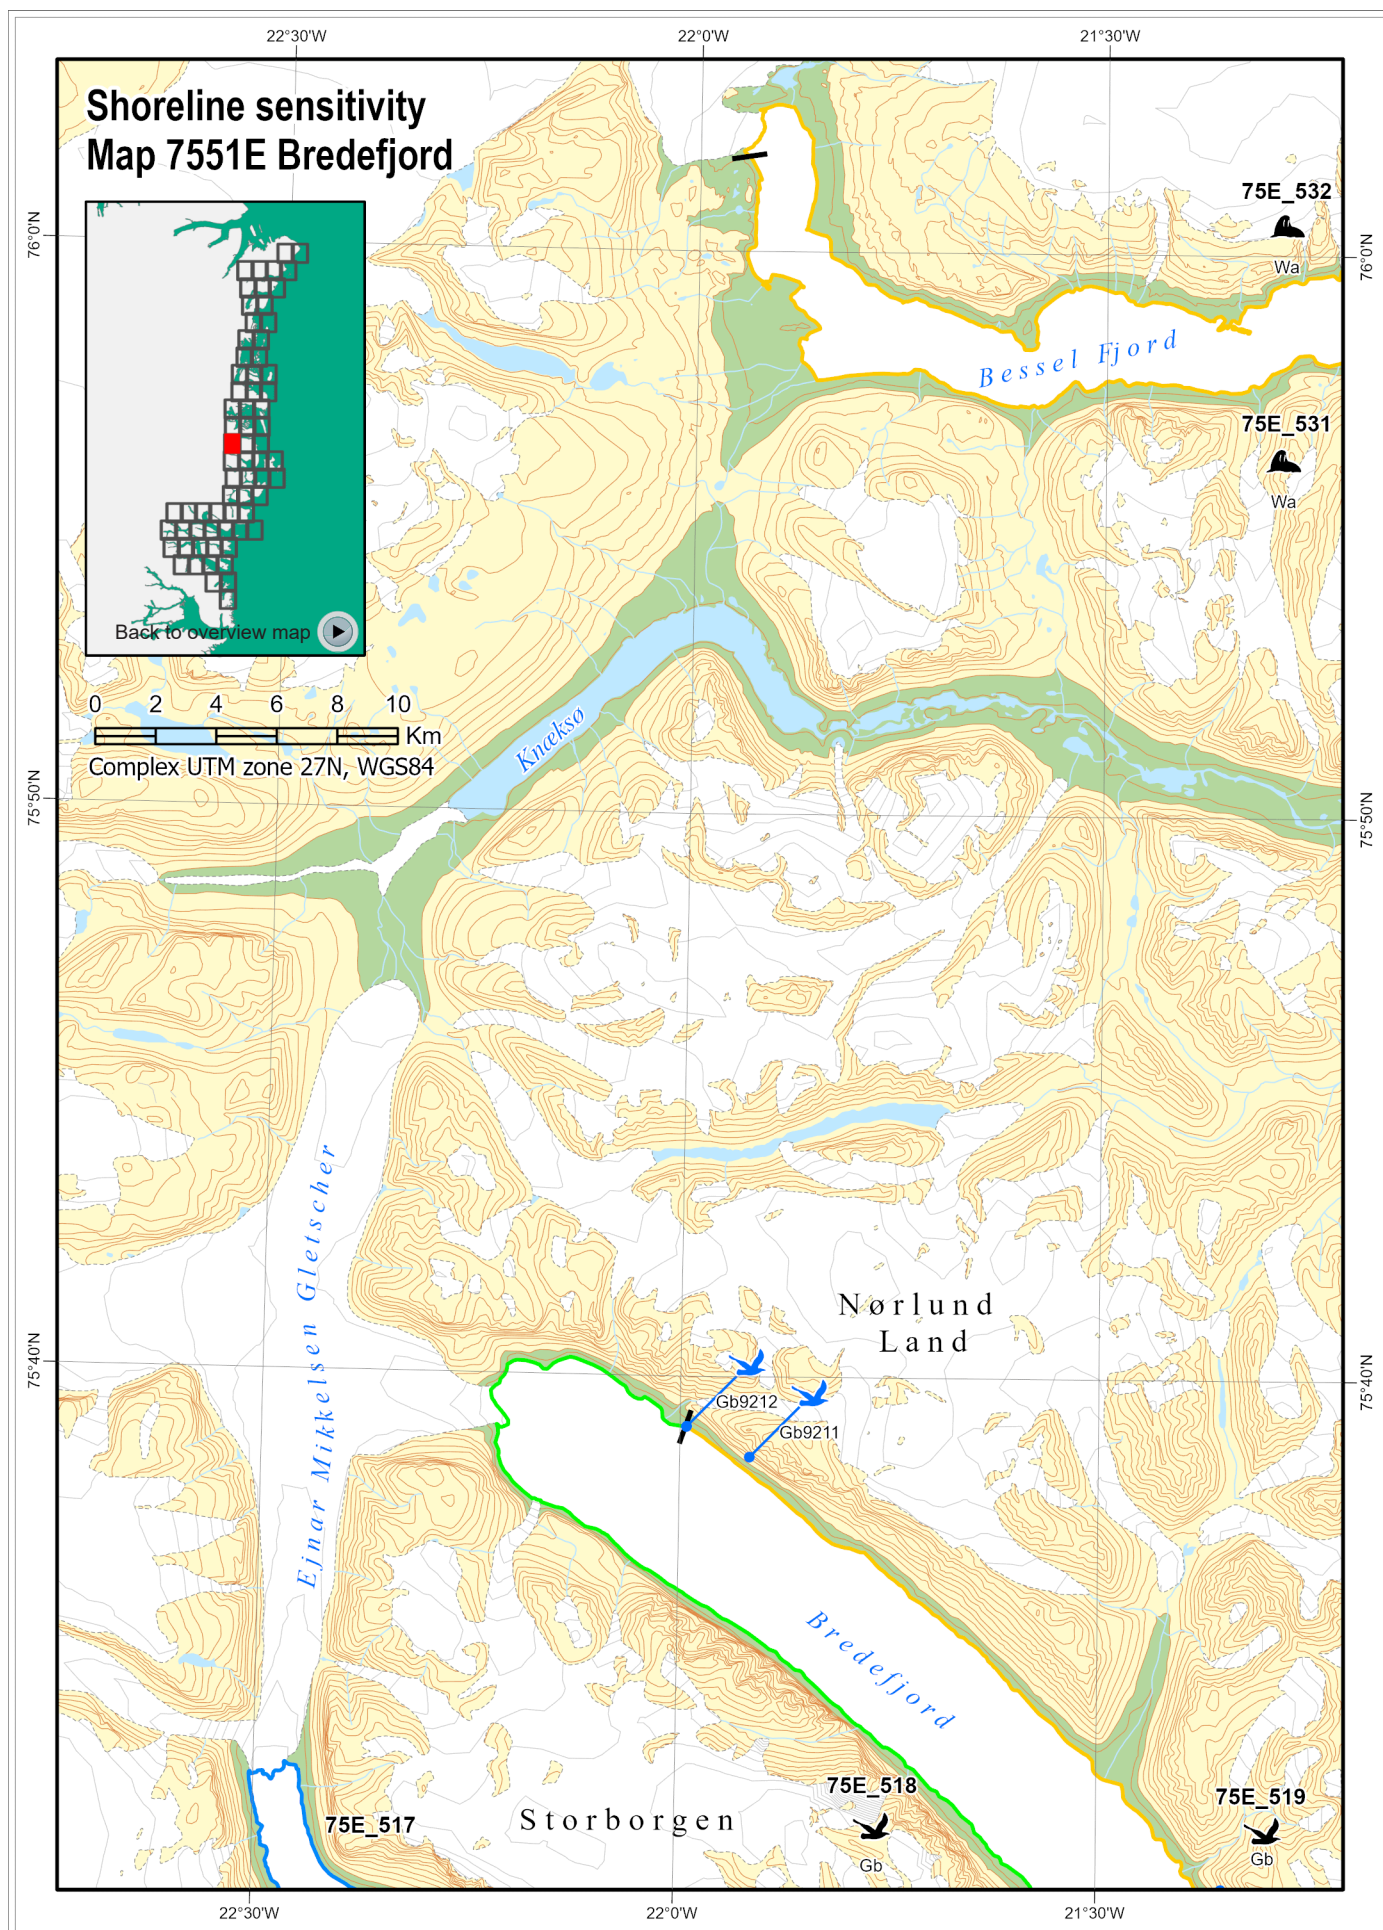 22°30'W
22°0'W
21°30'W
Shoreline sensitivity
Map 7551E Bredefjord
75E_532
Wa
76°0'N
76°0'N
Bessel Fjord
75E_531
Wa
Back to overview map
0 2 4 6 8 10
Km
Complex UTM zone 27N, WGS84
Knæksø
75°50'N
75°50'N
Ejnar Mikkelsen Gletscher
Nørlund
Land
75°40'N
75°40'N
Gb9212
Gb9211
Bredefjord
75E_518
Gb
75E_519
Gb
75E_517
Storborgen
22°30'W
22°0'W
21°30'W